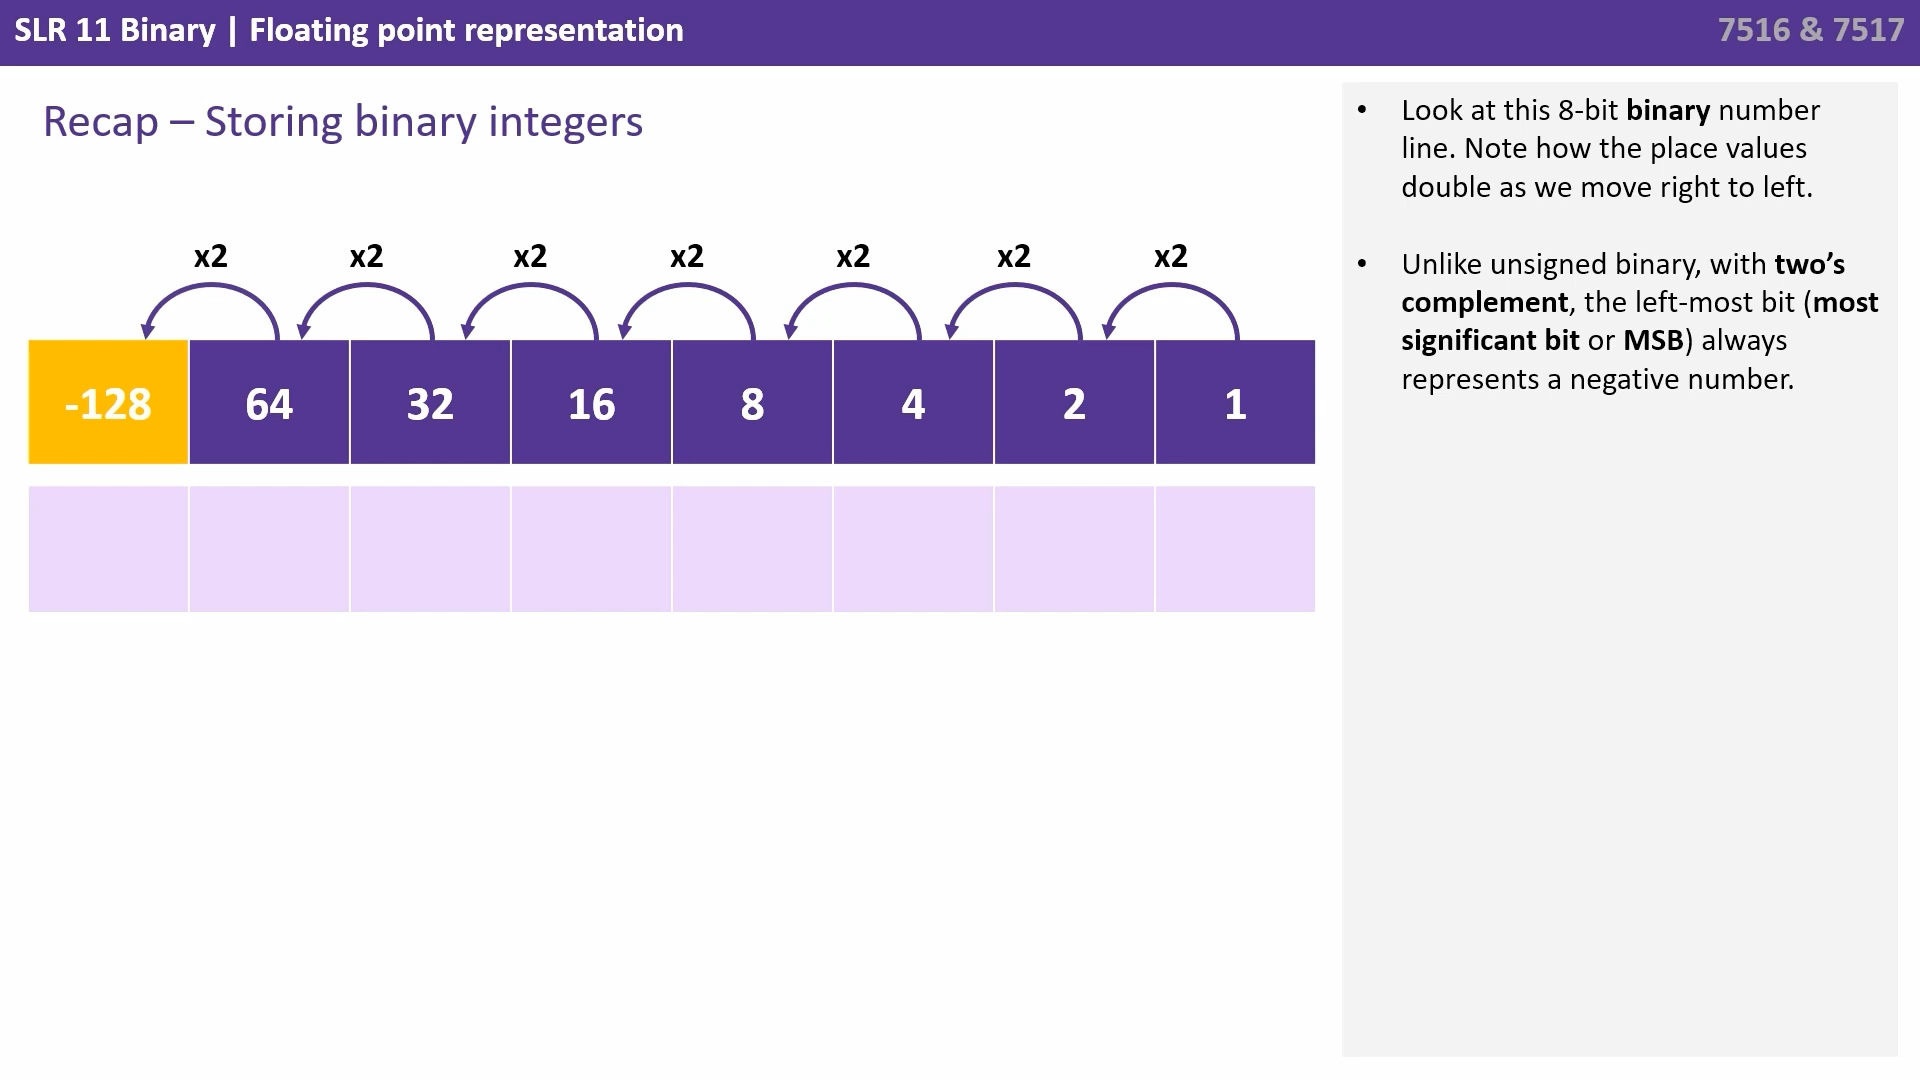 SLR 11 Binary | Floating point representation
7516 & 7517
Recap – Storing binary integers
x2 x2 x2 x2 x2 x2 x2
-128 64 32 16 8 4 2 1
• Look at this 8-bit binary number
line. Note how the place values
double as we move right to left.
• Unlike unsigned binary, with two’s
complement, the left-most bit (most
significant bit or MSB) always
represents a negative number.